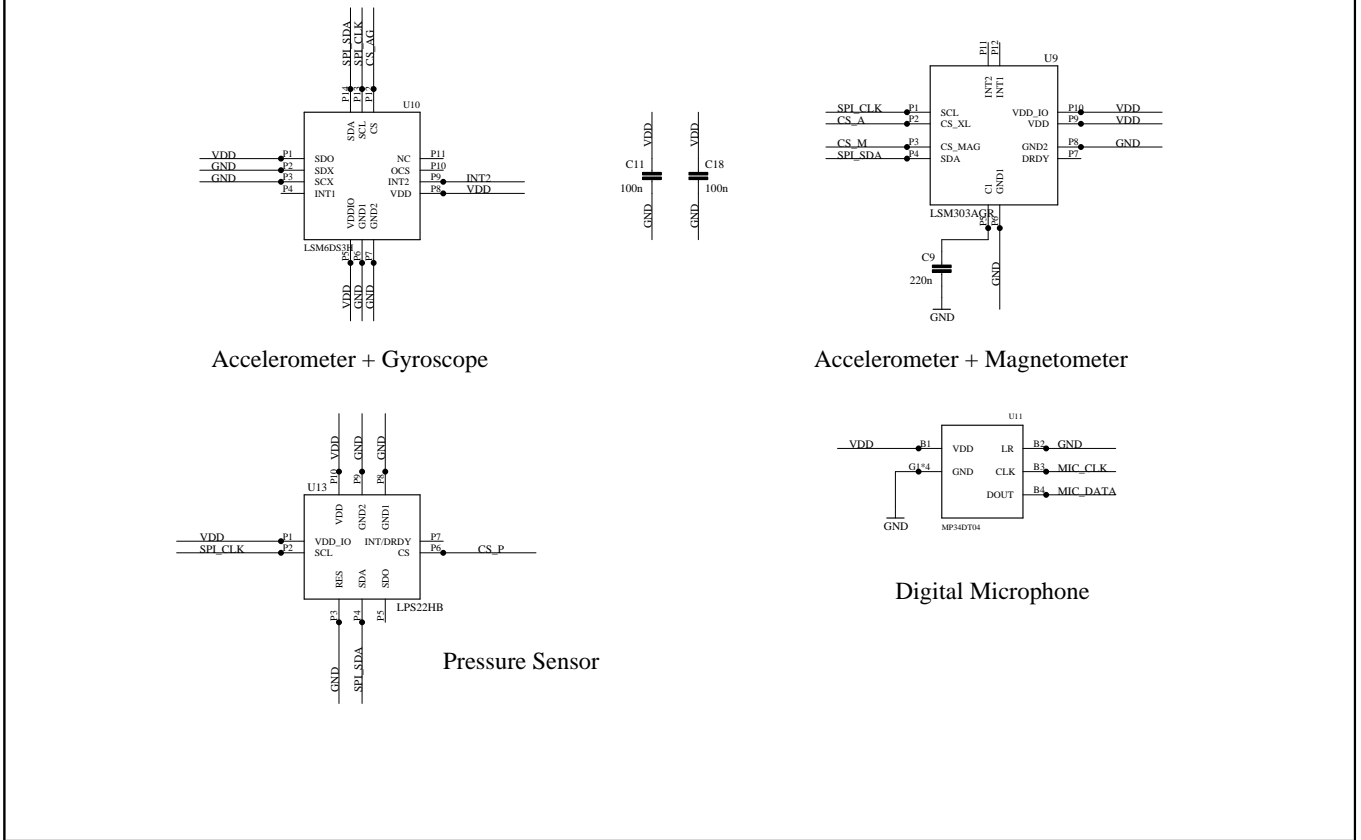 SPI_SDA
SPI_CLK
CS_AG
P14
P13
P12
U10
SDA
SCL
CS
VDD P1 SDO
GND P2 SDX
GND P3 SCX
P4 INT1
NC P11
OCS P10
INT2 P9 INT2
VDD P8 VDD
VDDIO
GND1
GND2
LSM6DS3H
P5
P6
P7
VDD
GND
GND
Accelerometer + Gyroscope
VDD
C11
100n
GND
VDD
C18
100n
GND
P11
P12
U9
INT2
INT1
SPI_CLK P1 SCL
CS_A P2 CS_XL
CS_M P3 CS_MAG
SPI_SDA P4 SDA
VDD_IO P10 VDD
VDD P9 VDD
GND2 P8 GND
DRDY P7
C1
GND1
LSM303AGR
P5
P6
C9
220n
GND
GND
Accelerometer + Magnetometer
VDD
GND
GND
P10
P9
P8
U13
VDD
GND2
GND1
VDD P1 VDD_IO
SPI_CLK P2 SCL
INT/DRDY P7
CS P6 CS_P
RES
SDA
SDO
LPS22HB
P3
P4
P5
GND
SPI_SDA
Pressure Sensor
U11
VDD B1 VDD
G1*4 GND
GND
LR B2 GND
CLK B3 MIC_CLK
DOUT B4 MIC_DATA
MP34DT04
Digital Microphone